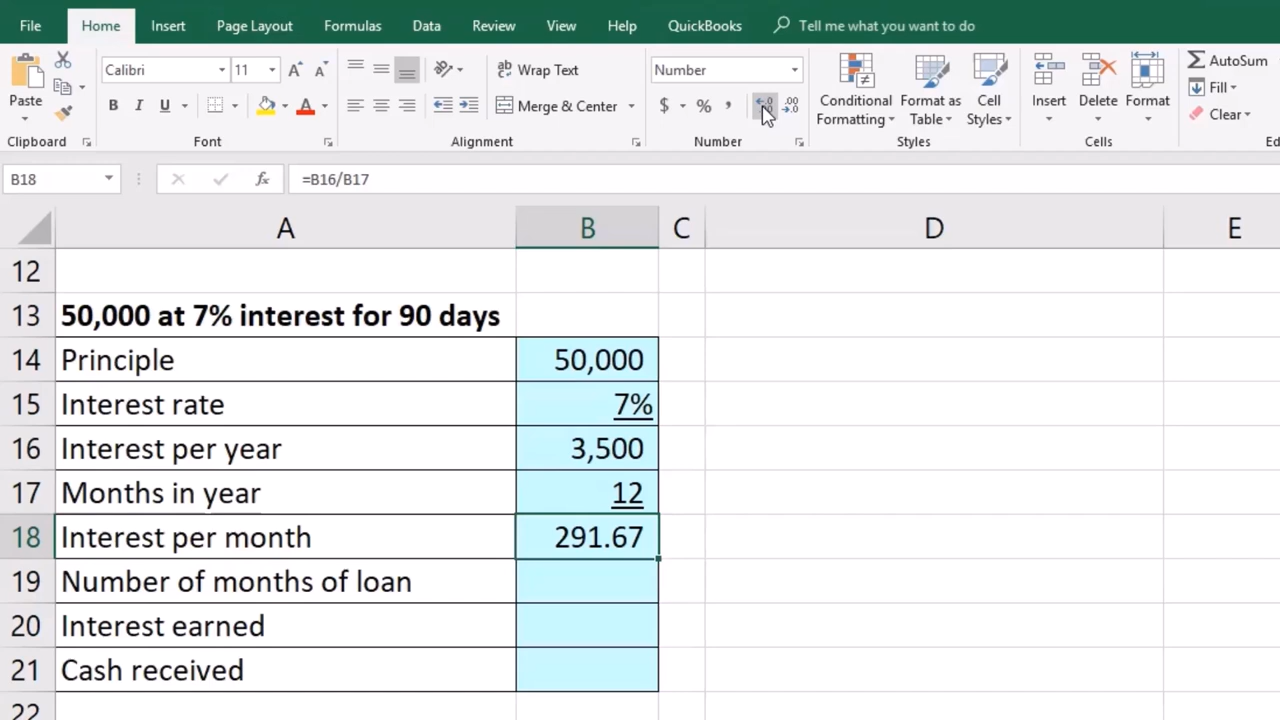 File Home Insert Page Layout Formulas Data Review View Help QuickBooks Tell me what you want to do
Calibri 11 Wrap Text Number AutoSum
Fill
Paste B I U A Merge & Center $ % Conditional Formatting Format as Table Cell Styles Insert Delete Format Clear
Clipboard Font Alignment Number Styles Cells Ed
B18 fx =B16/B17
A B C D E
12
13 50,000 at 7% interest for 90 days
14 Principle 50,000
15 Interest rate 7%
16 Interest per year 3,500
17 Months in year 12
18 Interest per month 291.67
19 Number of months of loan
20 Interest earned
21 Cash received
22